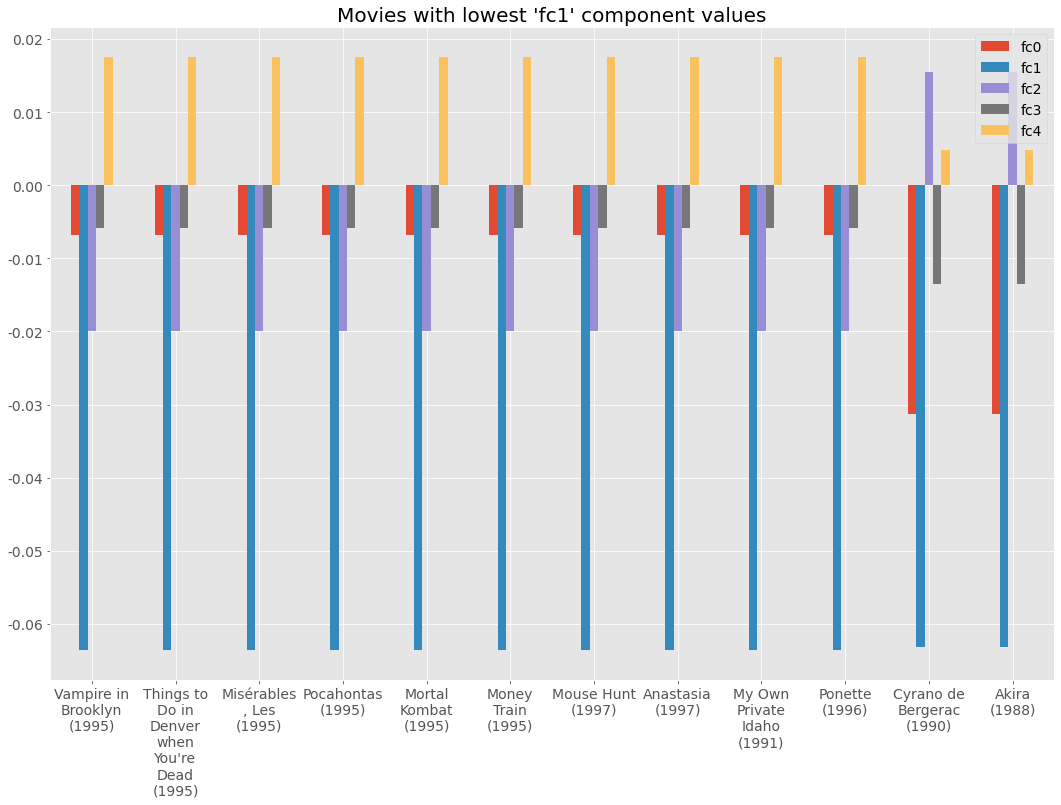 Movies with lowest 'fc1' component values
fc0
fc1
fc2
fc3
fc4
0.02
0.01
0.00
-0.01
-0.02
-0.03
-0.04
-0.05
-0.06
Vampire in
Brooklyn
(1995)
Things to
Do in
Denver
when
You're
Dead
(1995)
Misérables
, Les
(1995)
Pocahontas
(1995)
Mortal
Kombat
(1995)
Money
Train
(1995)
Mouse Hunt
(1997)
Anastasia
(1997)
My Own
Private
Idaho
(1991)
Ponette
(1996)
Cyrano de
Bergerac
(1990)
Akira
(1988)